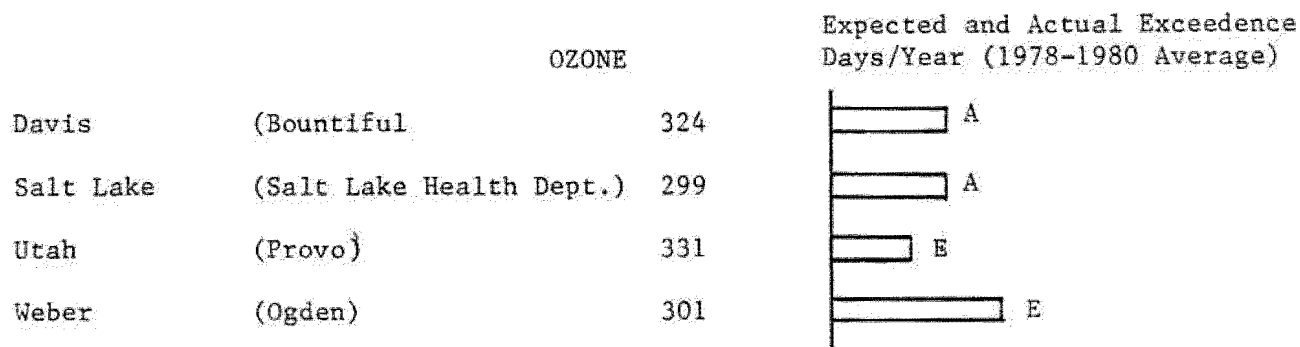 Expected and Actual Exceedence
OZONE Days/Year (1978-1980 Average)
Davis (Bountiful 324 A
Salt Lake (Salt Lake Health Dept.) 299 A
Utah (Provo) 331 E
Weber (Ogden) 301 E